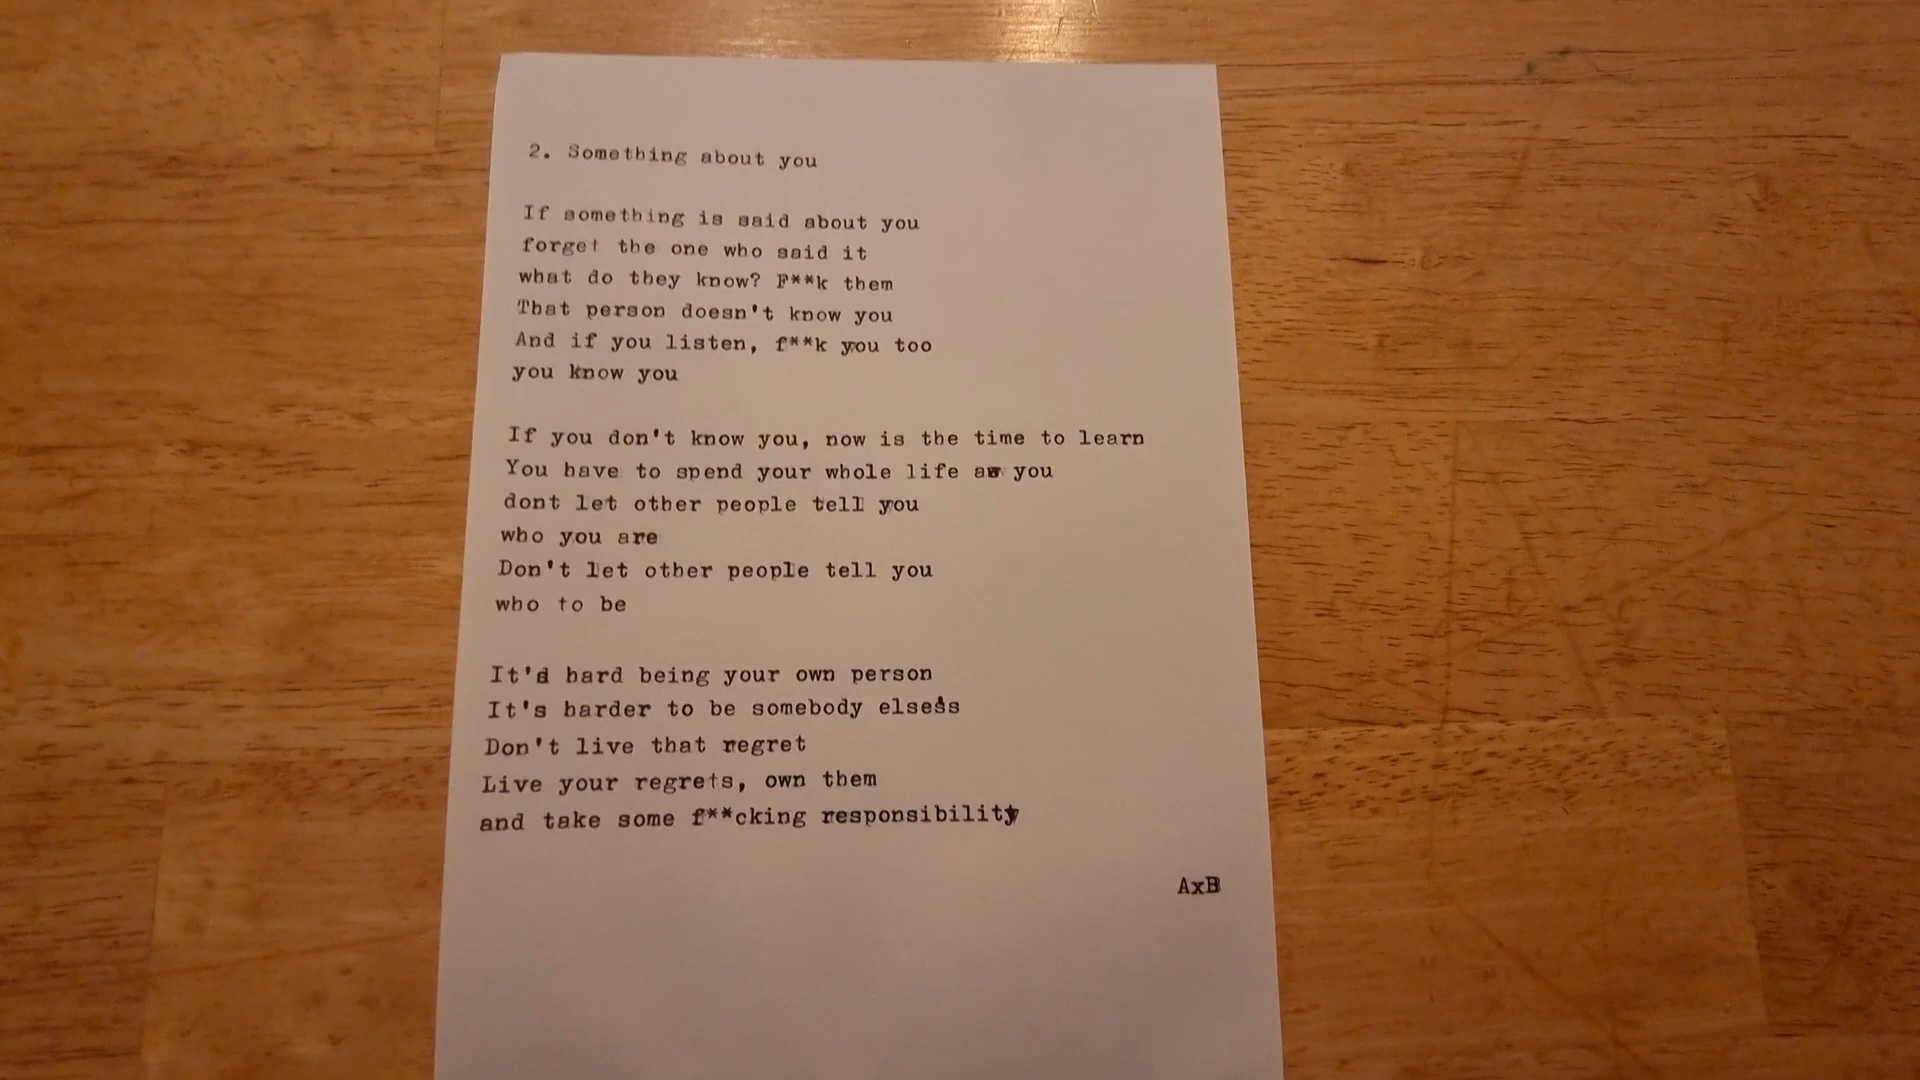 2. Something about you
If something is said about you
forget the one who said it
what do they know? F**k them
That person doesn't know you
And if you listen, f**k you too
you know you
If you don't know you, now is the time to learn
You have to spend your whole life as you
dont let other people tell you
who you are
Don't let other people tell you
who to be
It'd hard being your own person
It's harder to be somebody else's
Don't live that regret
Live your regrets, own them
and take some f**cking responsibility
AxB